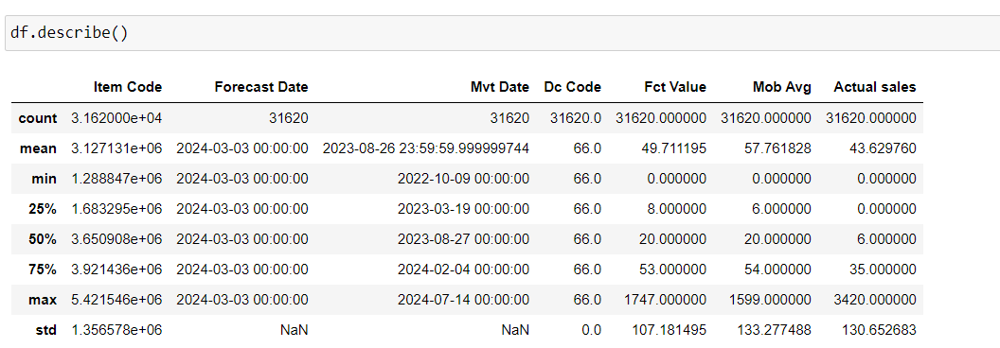 df.describe()
Item Code Forecast Date Mvt Date Dc Code Fct Value Mob Avg Actual sales
count 3.162000e+04 31620 31620 31620.0 31620.000000 31620.000000 31620.000000
mean 3.127131e+06 2024-03-03 00:00:00 2023-08-26 23:59:59.999999744 66.0 49.711195 57.761828 43.629760
min 1.288847e+06 2024-03-03 00:00:00 2022-10-09 00:00:00 66.0 0.000000 0.000000 0.000000
25% 1.683295e+06 2024-03-03 00:00:00 2023-03-19 00:00:00 66.0 8.000000 6.000000 0.000000
50% 3.650908e+06 2024-03-03 00:00:00 2023-08-27 00:00:00 66.0 20.000000 20.000000 6.000000
75% 3.921436e+06 2024-03-03 00:00:00 2024-02-04 00:00:00 66.0 53.000000 54.000000 35.000000
max 5.421546e+06 2024-03-03 00:00:00 2024-07-14 00:00:00 66.0 1747.000000 1599.000000 3420.000000
std 1.356578e+06 NaN NaN 0.0 107.181495 133.277488 130.652683